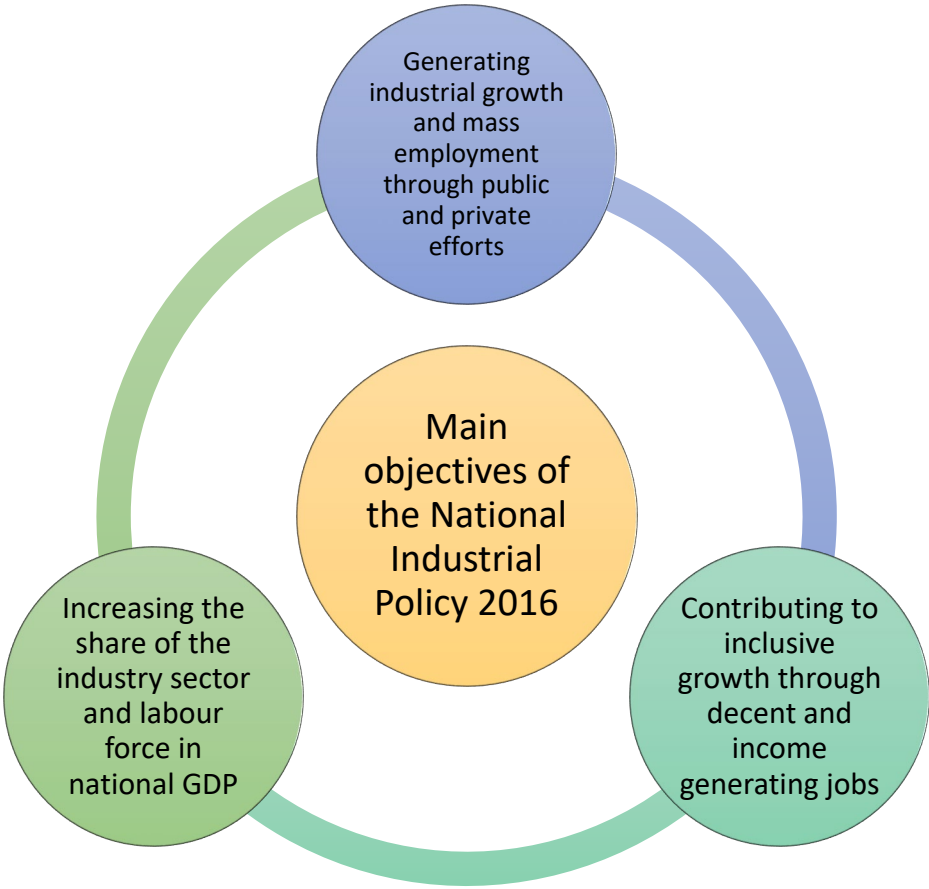 Generating
industrial growth
and mass
employment
through public
and private
efforts
Main
objectives of
the National
Industrial
Policy 2016
Increasing the
share of the
industry sector
and labour
force in
national GDP
Contributing to
inclusive
growth through
decent and
income
generating jobs